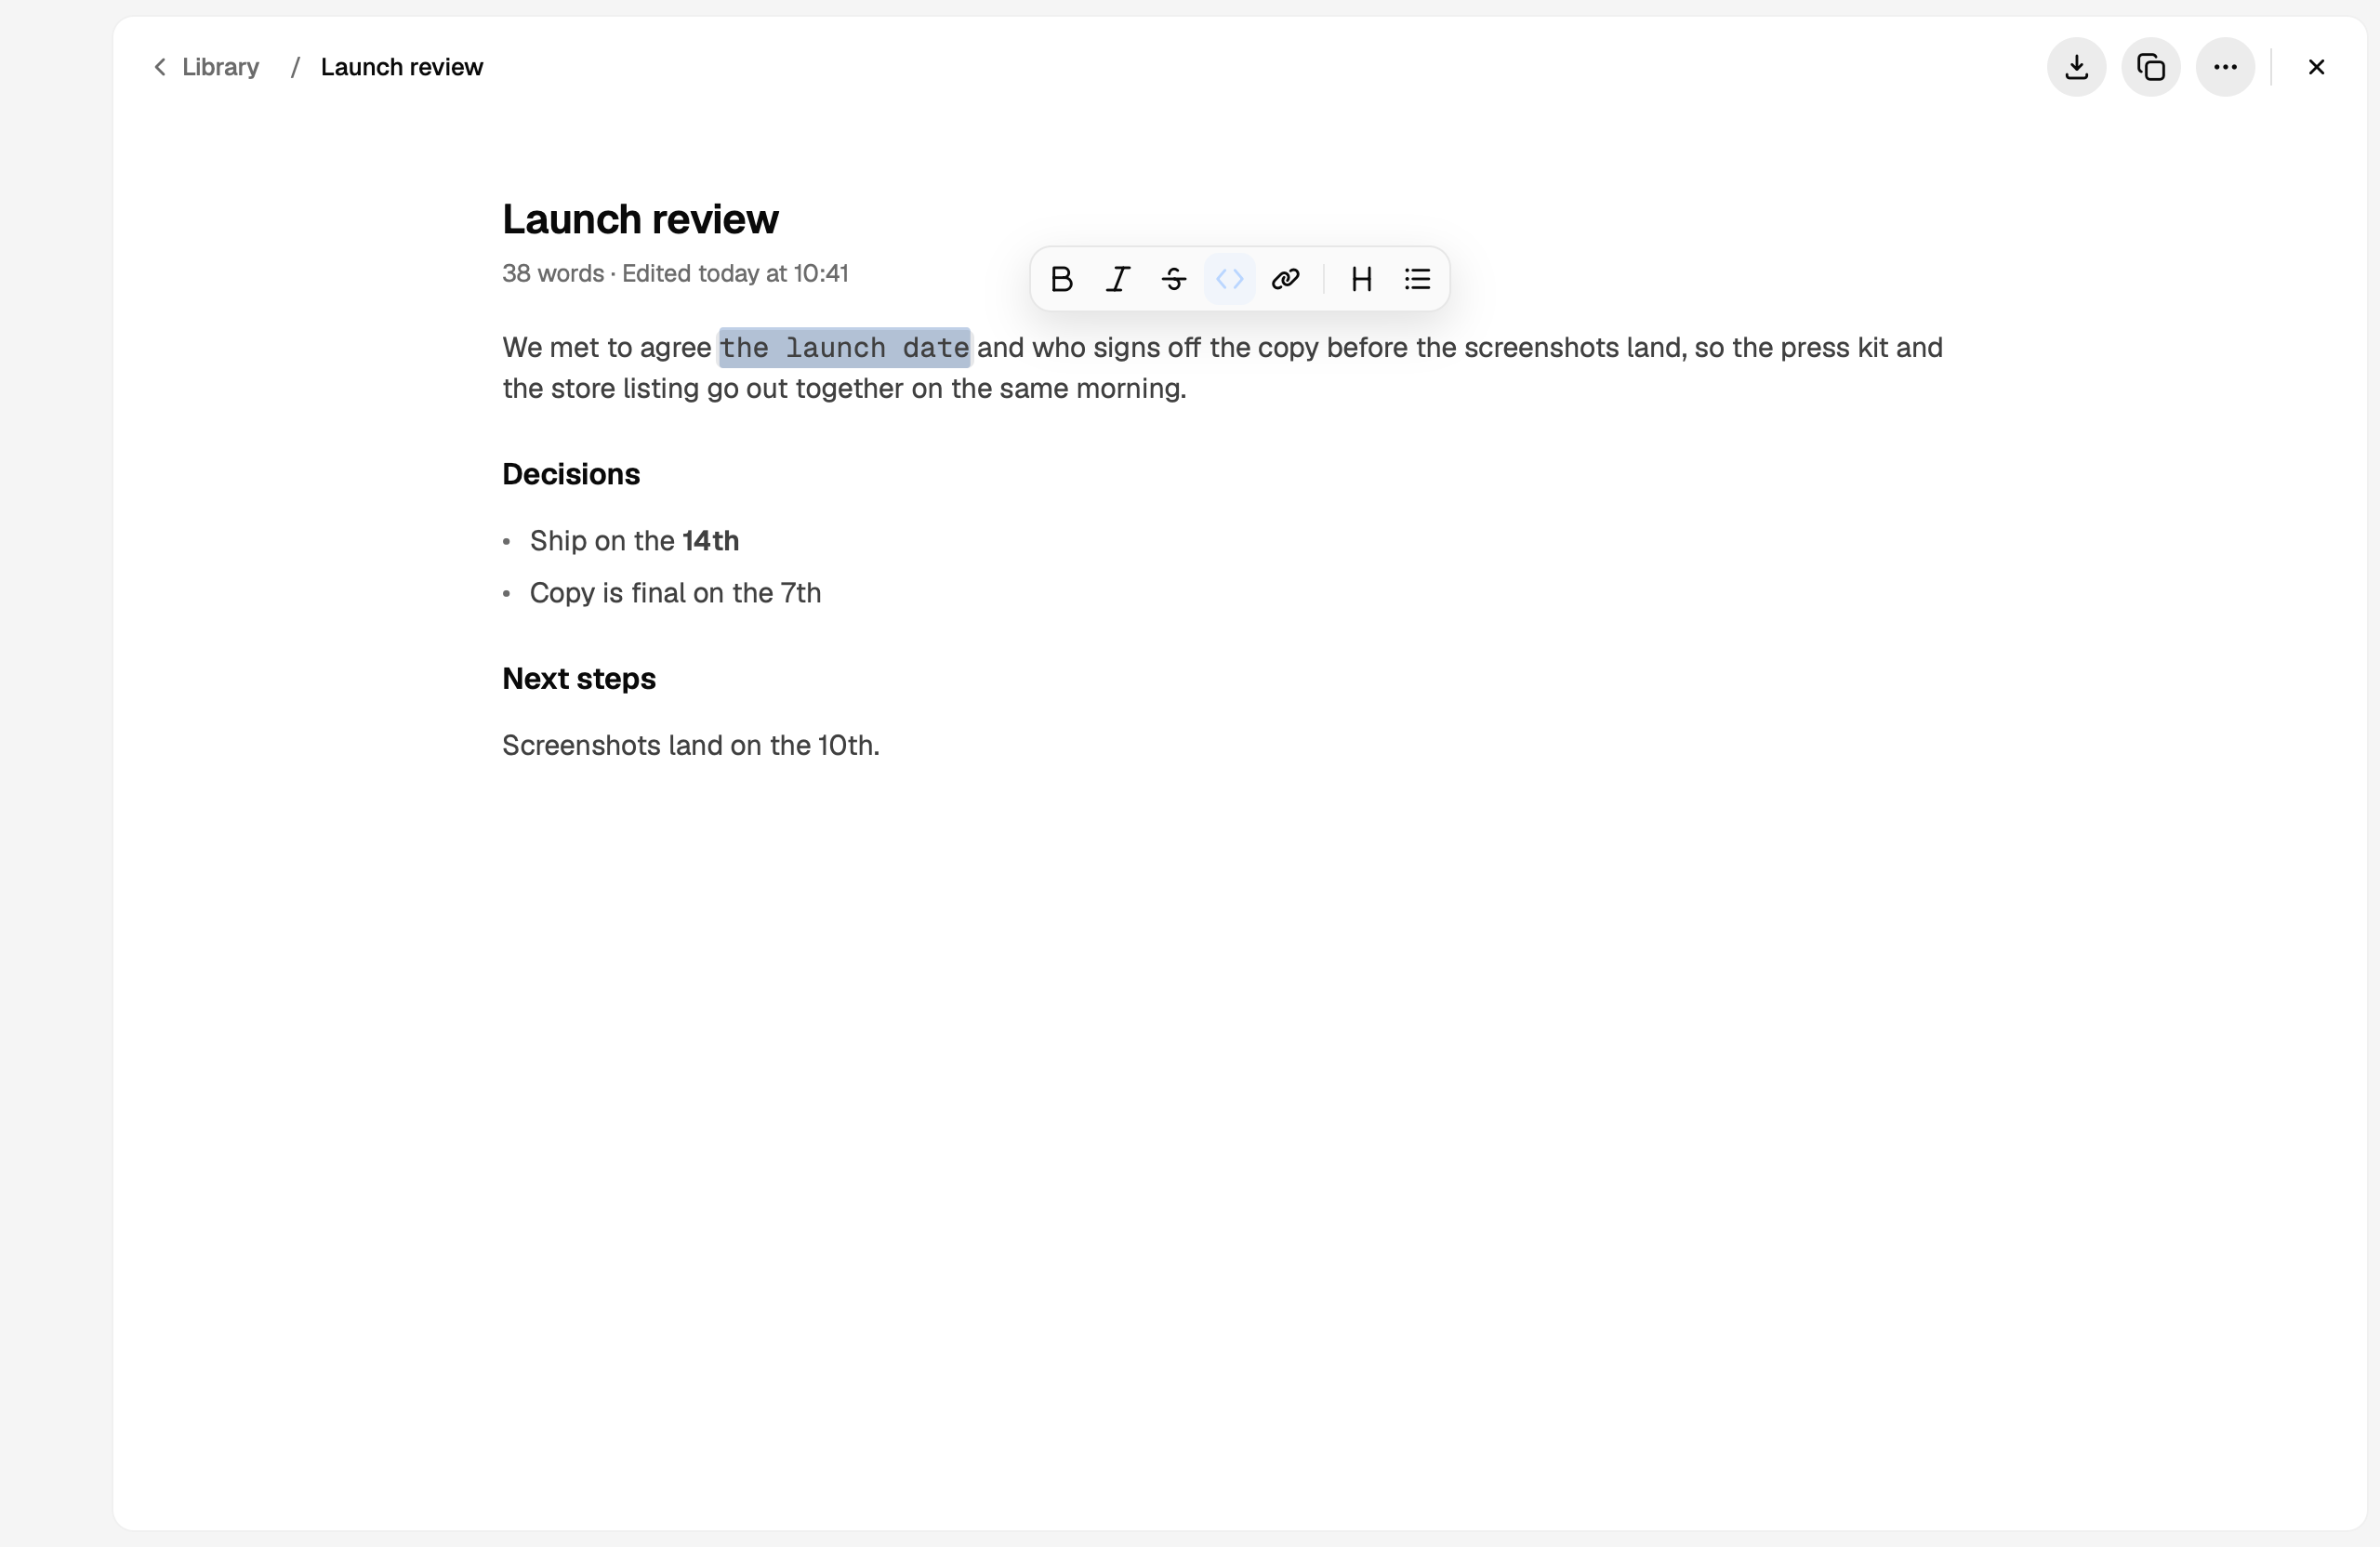 Library / Launch review
Launch review
38 words · Edited today at 10:41
B I S <> H
We met to agree the launch date and who signs off the copy before the screenshots land, so the press kit and
the store listing go out together on the same morning.
Decisions
• Ship on the 14th
• Copy is final on the 7th
Next steps
Screenshots land on the 10th.